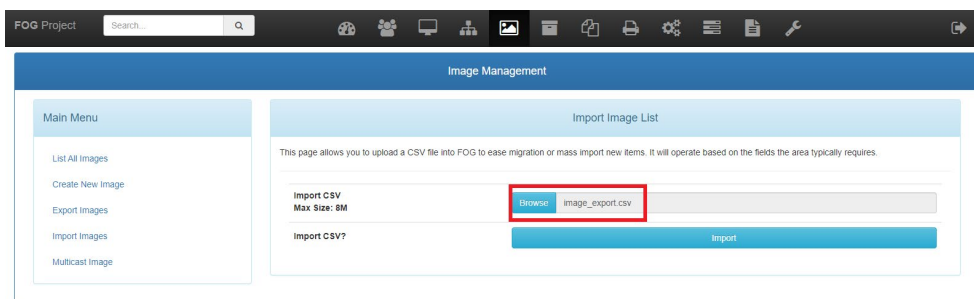 FOG Project
Search...
Image Management
Main Menu
List All Images
Create New Image
Export Images
Import Images
Multicast Image
Import Image List
This page allows you to upload a CSV file into FOG to ease migration or mass import new items. It will operate based on the fields the area typically requires.
Import CSV
Max Size: 8M
Browse image_export.csv
Import CSV?
Import